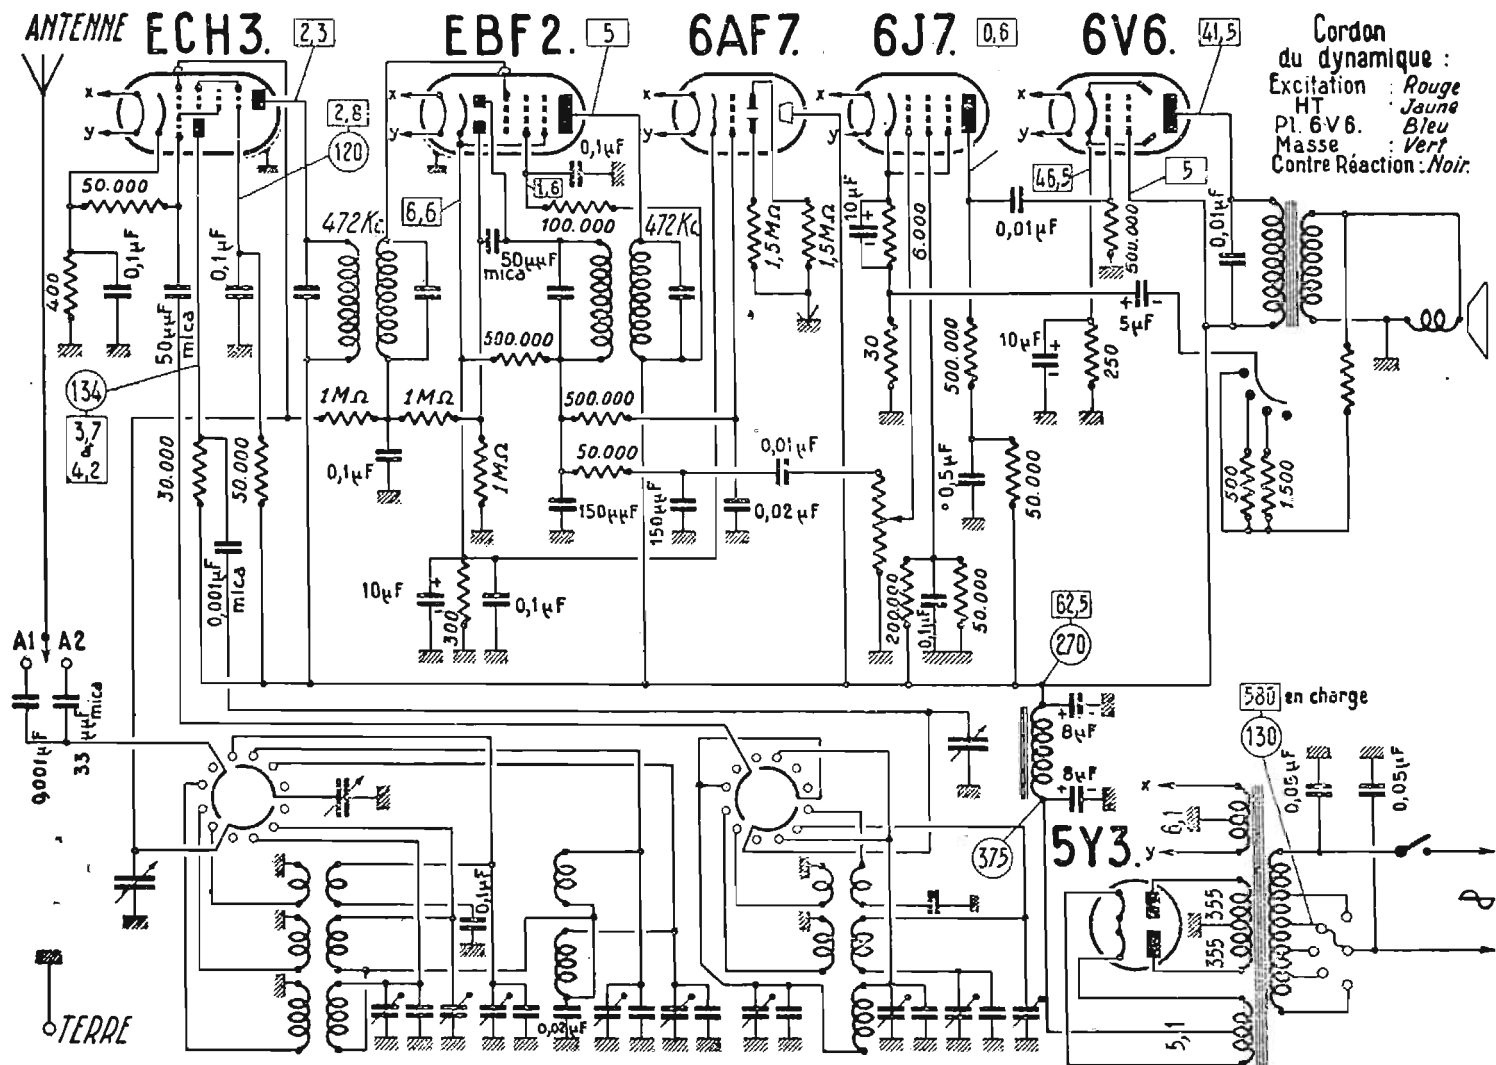 ANTENNE
ECH3.
2,3
EBF2.
5
6AF7.
6J7.
0,6
6V6.
41,5
Cordon
du dynamique :
Excitation : Rouge
HT : Jaune
Pl. 6V6. Bleu
Masse : Vert
Contre Réaction : Noir.
x
y
x
y
x
y
x
y
x
y
2,8
120
50.000
400
0,1µF
50µµF
mica
0,1µF
472Kc
6,6
1,6
0,1µF
100.000
50µµF
mica
472Kc
500.000
1,5MΩ
1,5MΩ
10µF
6.000
0,01µF
46,5
5
500.000
0,01µF
5µF
30
500.000
10µF
250
134
3,7
à
4,2
30.000
50.000
1MΩ
1MΩ
0,1µF
1MΩ
500.000
50.000
150µµF
150µµF
0,01µF
0,02µF
0,5µF
50.000
500
1.500
0,001µF
mica
10µF
300
0,1µF
200.000
0,1µF
50.000
62,5
270
A1
A2
0,001µF
33 µµF
mica
8µF
8µF
375
580 en charge
130
0,05µF
0,05µF
x
6,1
y
5Y3.
355
355
5,1
0,1µF
0,02µF
TERRE